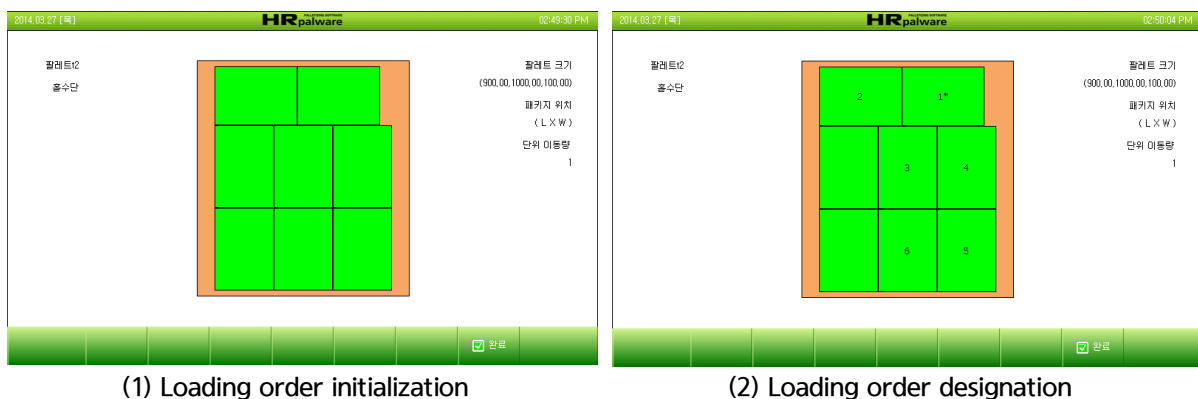 2014.03.27 [목]
HRpalware
02:49:30 PM
팔레트t2
홀수단
팔레트 크기
(900,00,1000,00,100,00)
패키지 위치
( L X W )
단위 이동량
1
완료
(1) Loading order initialization
2014.03.27 [목]
HRpalware
02:50:04 PM
팔레트t2
홀수단
2
1*
3
4
6
5
팔레트 크기
(900,00,1000,00,100,00)
패키지 위치
( L X W )
단위 이동량
1
완료
(2) Loading order designation